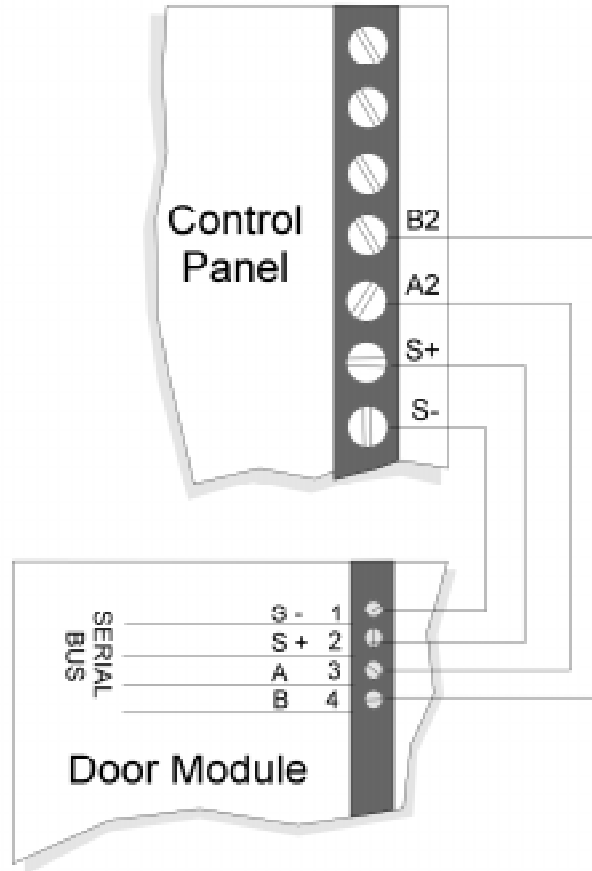 Control
Panel
B2
A2
S+
S-
SERIAL
BUS
S - 1
S + 2
A 3
B 4
Door Module